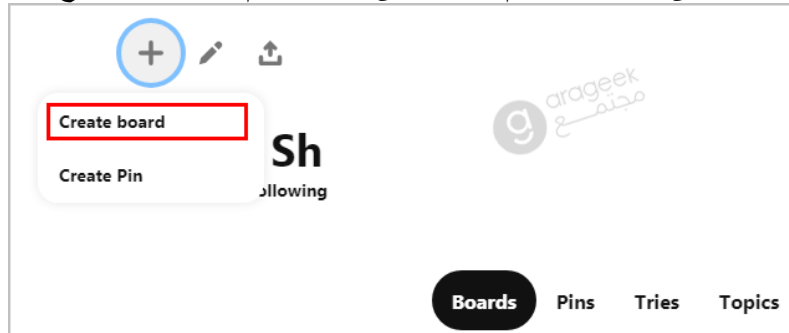 Create board
Create Pin
Sh
ollowing
arageek
مجتمع
Boards Pins Tries Topics